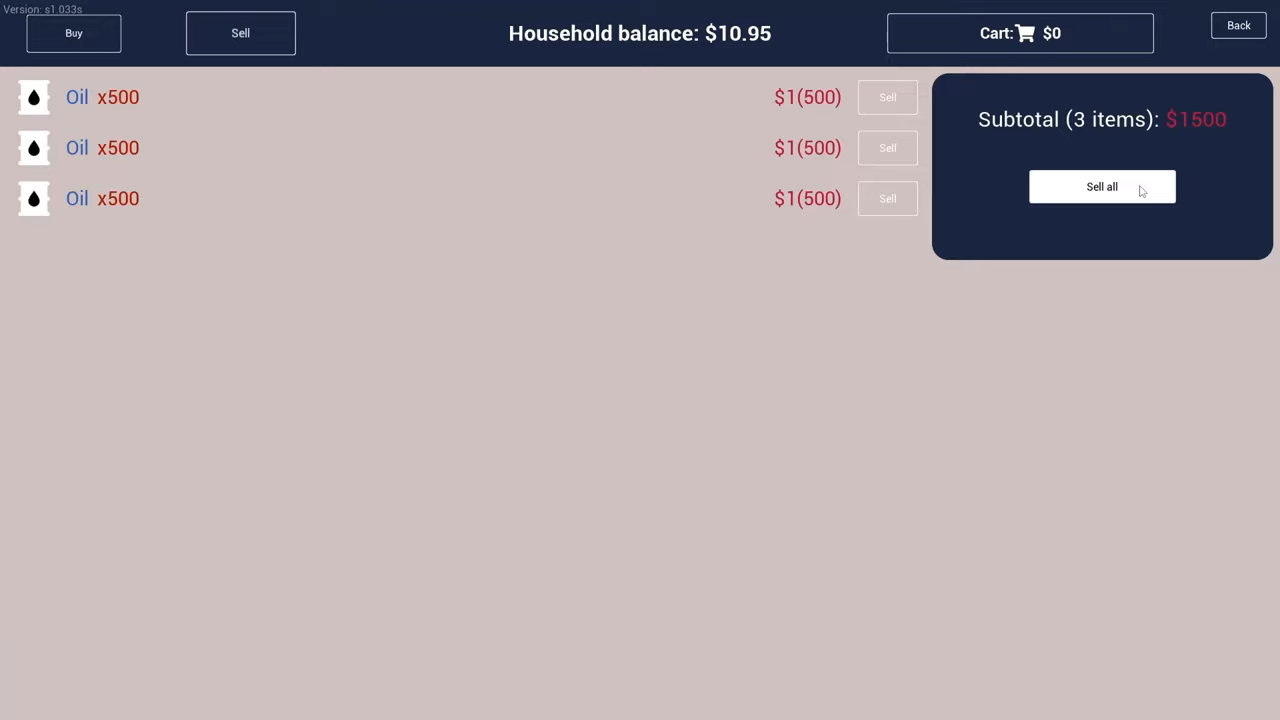 Version: s1.033s
Buy
Sell
Household balance: $10.95
Cart: $0
Back
Oil x500 $1(500) Sell
Oil x500 $1(500) Sell
Oil x500 $1(500) Sell
Subtotal (3 items): $1500
Sell all